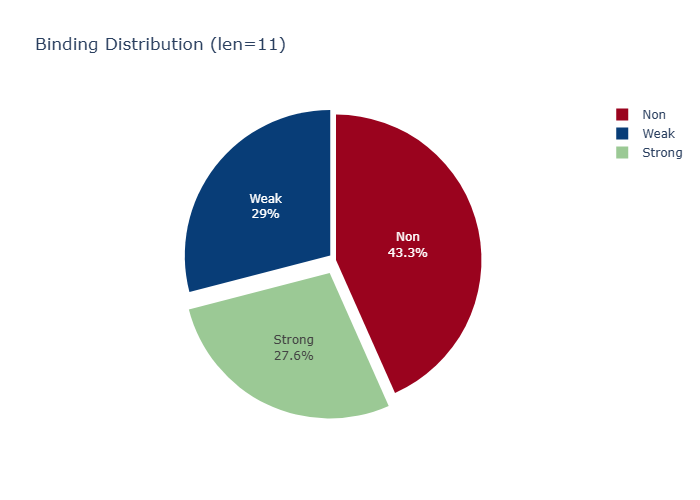 Binding Distribution (len=11)
Non
Weak
Strong
Weak
29%
Non
43.3%
Strong
27.6%